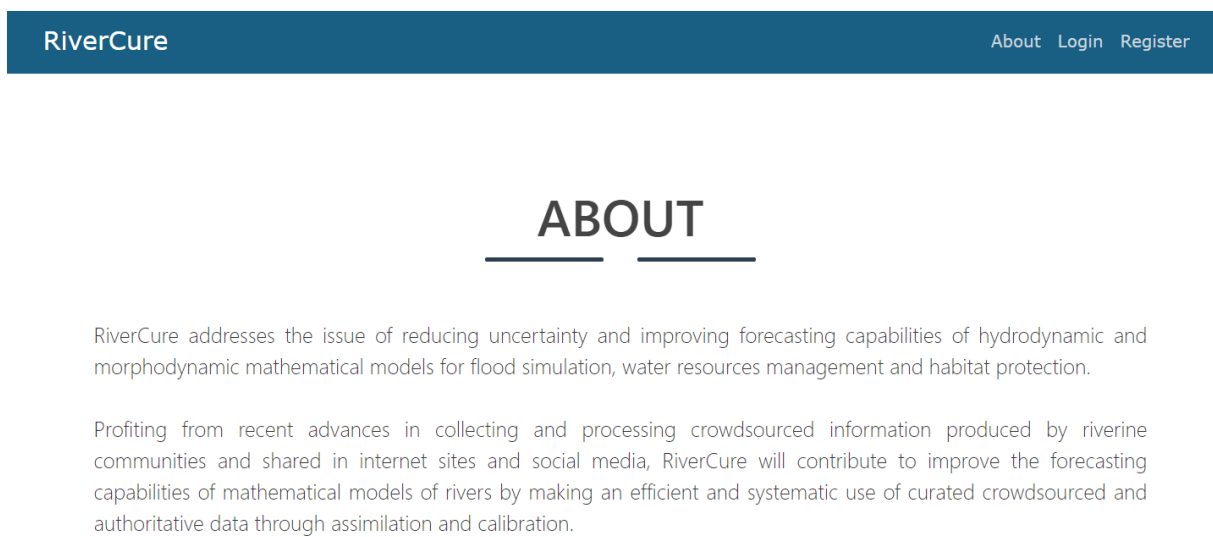 RiverCure
About Login Register
ABOUT
RiverCure addresses the issue of reducing uncertainty and improving forecasting capabilities of hydrodynamic and
morphodynamic mathematical models for flood simulation, water resources management and habitat protection.
Profiting from recent advances in collecting and processing crowdsourced information produced by riverine
communities and shared in internet sites and social media, RiverCure will contribute to improve the forecasting
capabilities of mathematical models of rivers by making an efficient and systematic use of curated crowdsourced and
authoritative data through assimilation and calibration.